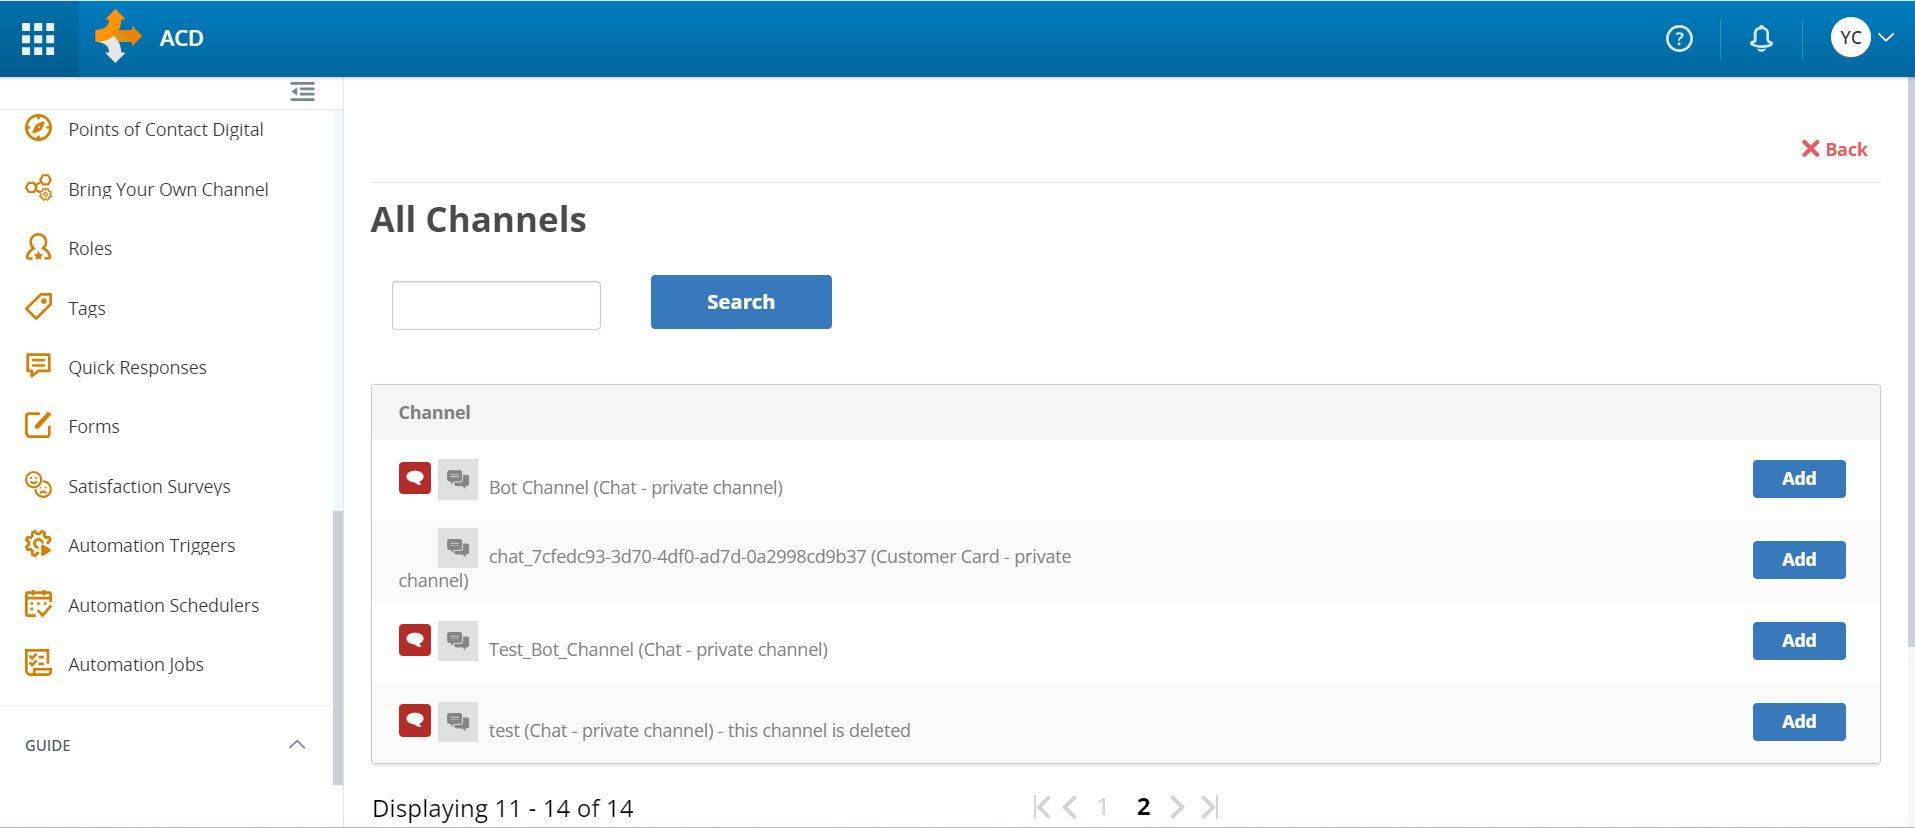 ACD
?
YC
Points of Contact Digital
Bring Your Own Channel
Roles
Tags
Quick Responses
Forms
Satisfaction Surveys
Automation Triggers
Automation Schedulers
Automation Jobs
GUIDE
Back
All Channels
Search
Channel
Bot Channel (Chat - private channel)
Add
chat_7cfedc93-3d70-4df0-ad7d-0a2998cd9b37 (Customer Card - private
channel)
Add
Test_Bot_Channel (Chat - private channel)
Add
test (Chat - private channel) - this channel is deleted
Add
Displaying 11 - 14 of 14
1 2